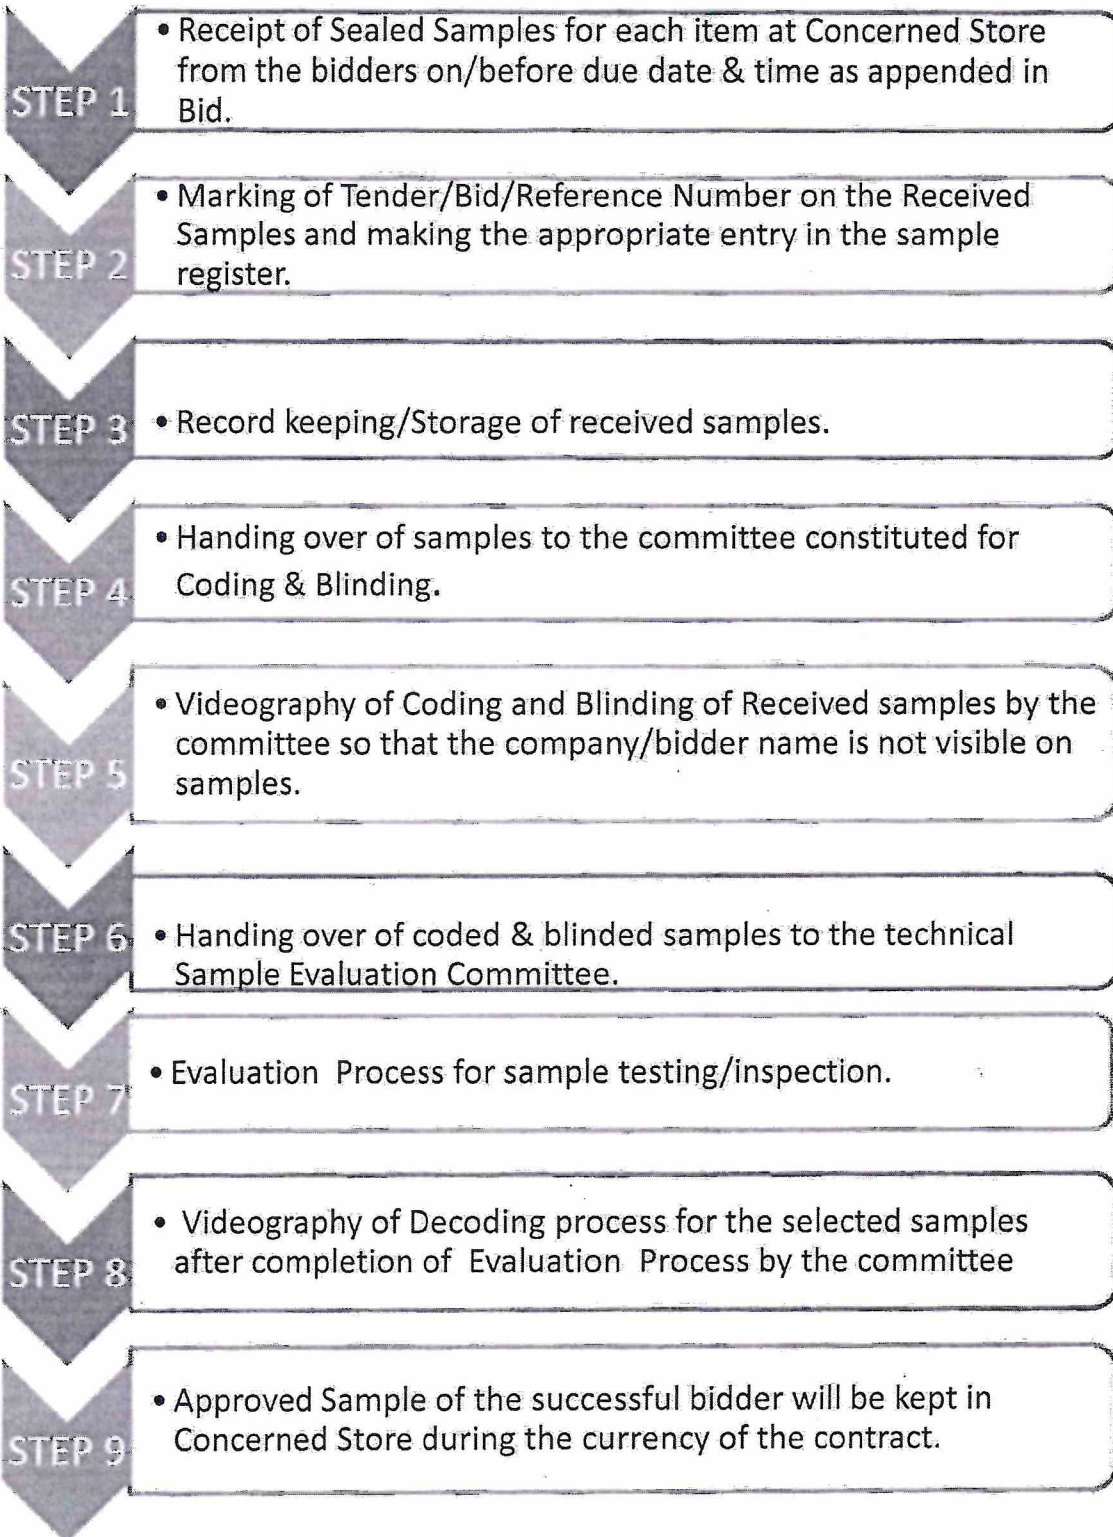 STEP 1
• Receipt of Sealed Samples for each item at Concerned Store
from the bidders on/before due date & time as appended in
Bid.
STEP 2
• Marking of Tender/Bid/Reference Number on the Received
Samples and making the appropriate entry in the sample
register.
STEP 3
• Record keeping/Storage of received samples.
STEP 4
• Handing over of samples to the committee constituted for
Coding & Blinding.
STEP 5
• Videography of Coding and Blinding of Received samples by the
committee so that the company/bidder name is not visible on
samples.
STEP 6
• Handing over of coded & blinded samples to the technical
Sample Evaluation Committee.
STEP 7
• Evaluation Process for sample testing/inspection.
STEP 8
• Videography of Decoding process for the selected samples
after completion of Evaluation Process by the committee
STEP 9
• Approved Sample of the successful bidder will be kept in
Concerned Store during the currency of the contract.